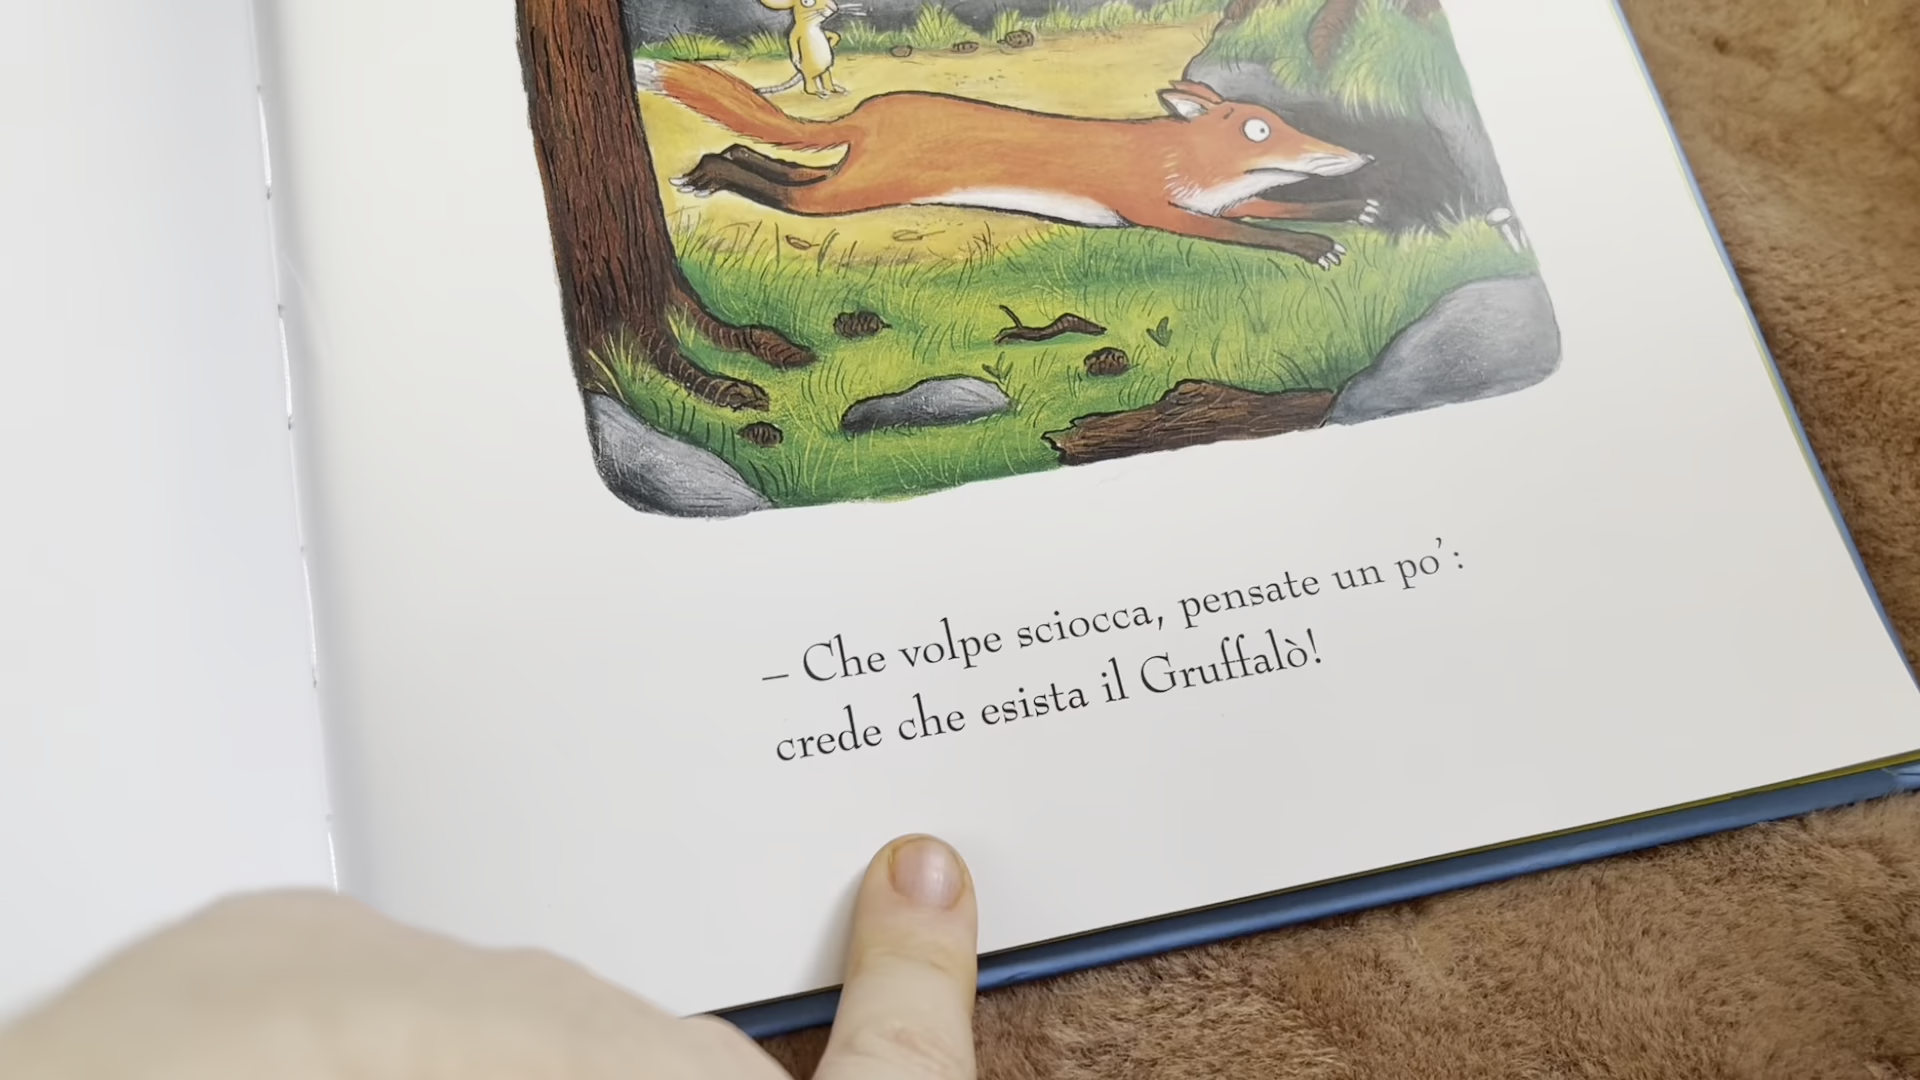 – Che volpe sciocca, pensate un po’:
crede che esista il Gruffalò!